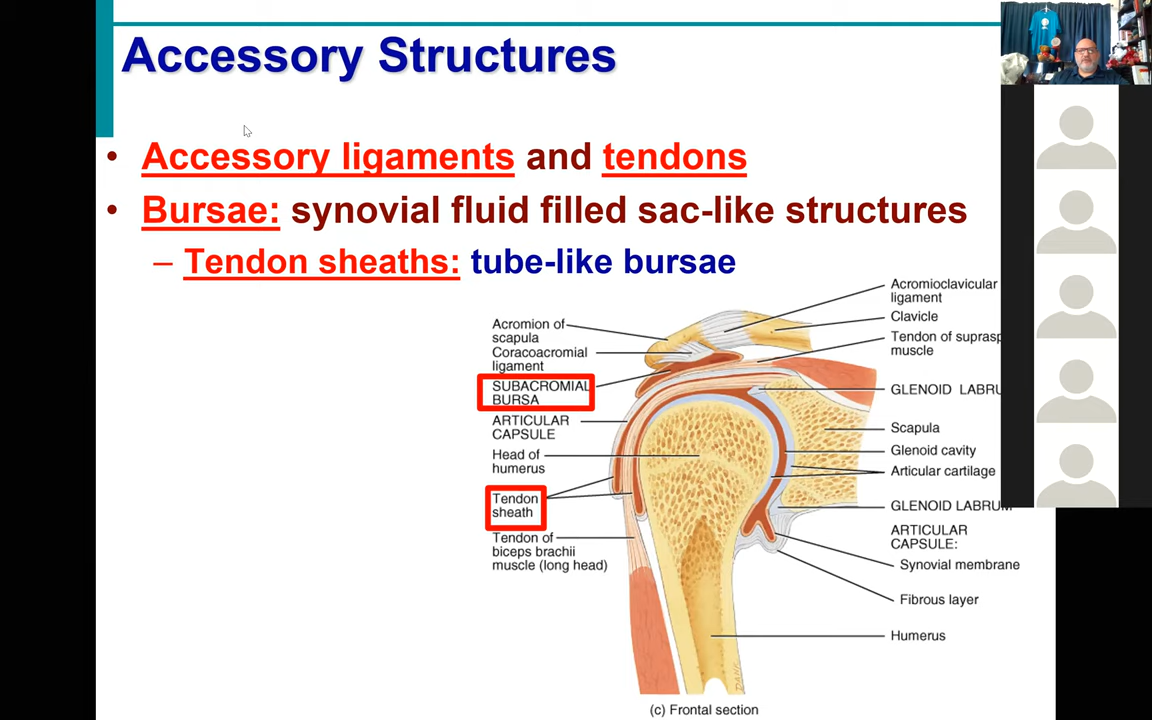 Accessory Structures
• Accessory ligaments and tendons
• Bursae: synovial fluid filled sac-like structures
– Tendon sheaths: tube-like bursae
Acromion of
scapula
Coracoacromial
ligament
SUBACROMIAL
BURSA
ARTICULAR
CAPSULE
Head of
humerus
Tendon
sheath
Tendon of
biceps brachii
muscle (long head)
Acromioclavicular
ligament
Clavicle
Tendon of
muscle
GLENOID
Scapula
Glenoid cavity
Articular cartilage
GLENOID
ARTICULAR
CAPSULE:
Synovial membrane
Fibrous layer
Humerus
(c) Frontal section